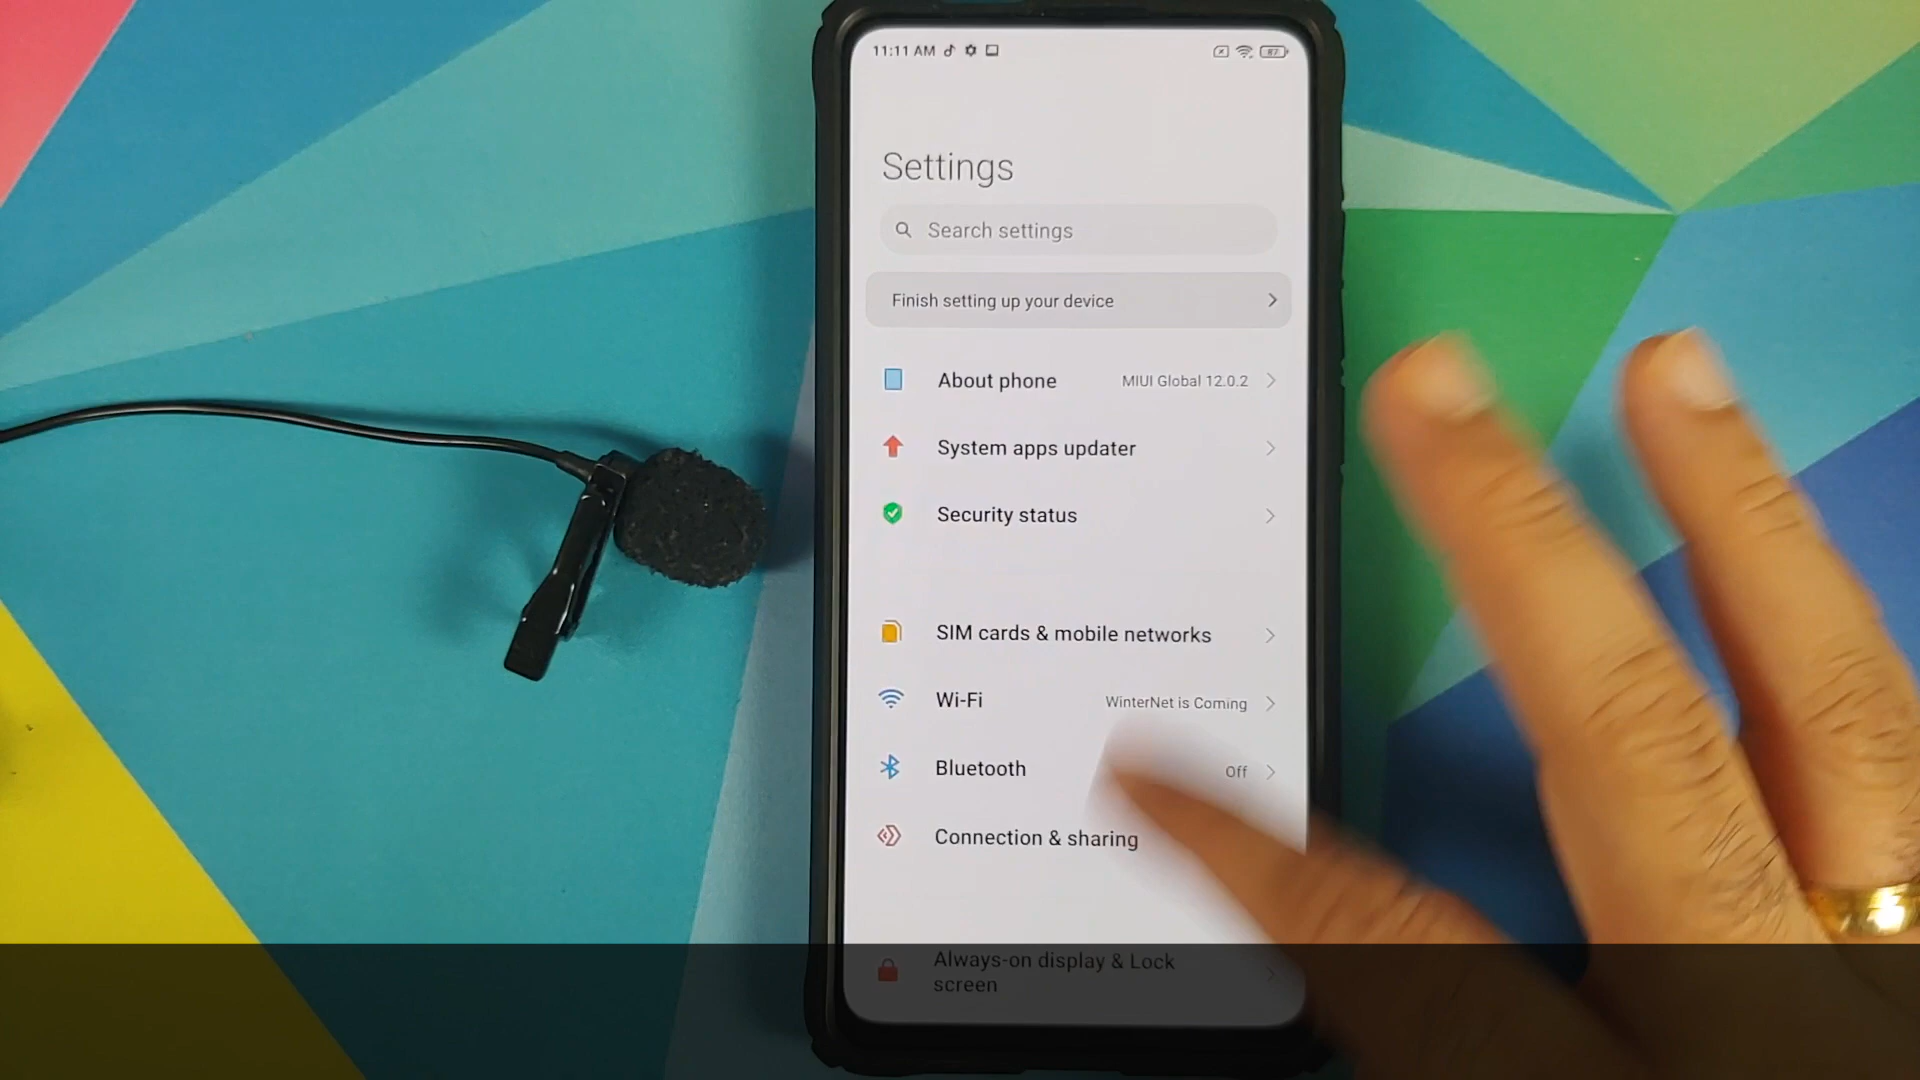 11:11 AM
87
Settings
Search settings
Finish setting up your device
About phone MIUI Global 12.0.2
System apps updater
Security status
SIM cards & mobile networks
Wi-Fi WinterNet is Coming
Bluetooth Off
Connection & sharing
Always-on display & Lock
screen